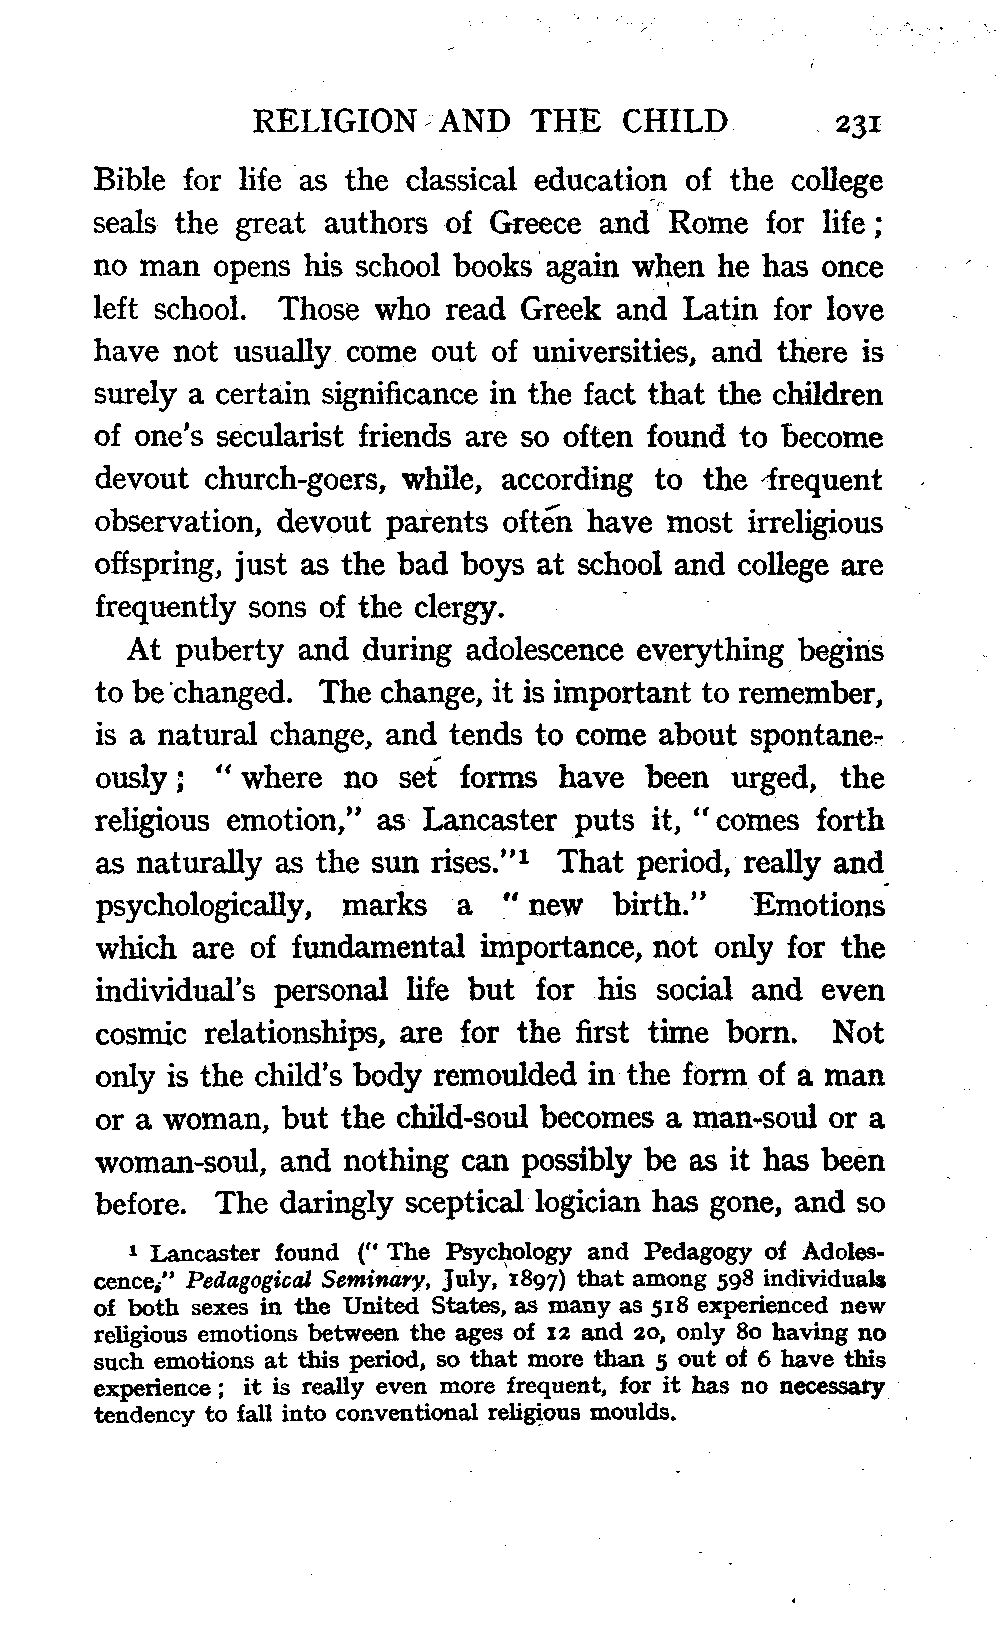 RELIGION AND THE CHILD 231
Bible for life as the classical education of the college
seals the great authors of Greece and Rome for life ;
no man opens his school books again when he has once
left school. Those who read Greek and Latin for love
have not usually come out of universities, and there is
surely a certain significance in the fact that the children
of one's secularist friends are so often found to become
devout church-goers, while, according to the frequent
observation, devout parents often have most irreligious
offspring, just as the bad boys at school and college are
frequently sons of the clergy.
At puberty and during adolescence everything begins
to be changed. The change, it is important to remember,
is a natural change, and tends to come about spontane-
ously ; " where no set forms have been urged, the
religious emotion," as Lancaster puts it, " comes forth
as naturally as the sun rises."¹ That period, really and
psychologically, marks a " new birth." Emotions
which are of fundamental importance, not only for the
individual's personal life but for his social and even
cosmic relationships, are for the first time born. Not
only is the child's body remoulded in the form of a man
or a woman, but the child-soul becomes a man-soul or a
woman-soul, and nothing can possibly be as it has been
before. The daringly sceptical logician has gone, and so
¹ Lancaster found (" The Psychology and Pedagogy of Adoles-
cence," Pedagogical Seminary, July, 1897) that among 598 individuals
of both sexes in the United States, as many as 518 experienced new
religious emotions between the ages of 12 and 20, only 80 having no
such emotions at this period, so that more than 5 out of 6 have this
experience ; it is really even more frequent, for it has no necessary
tendency to fall into conventional religious moulds.